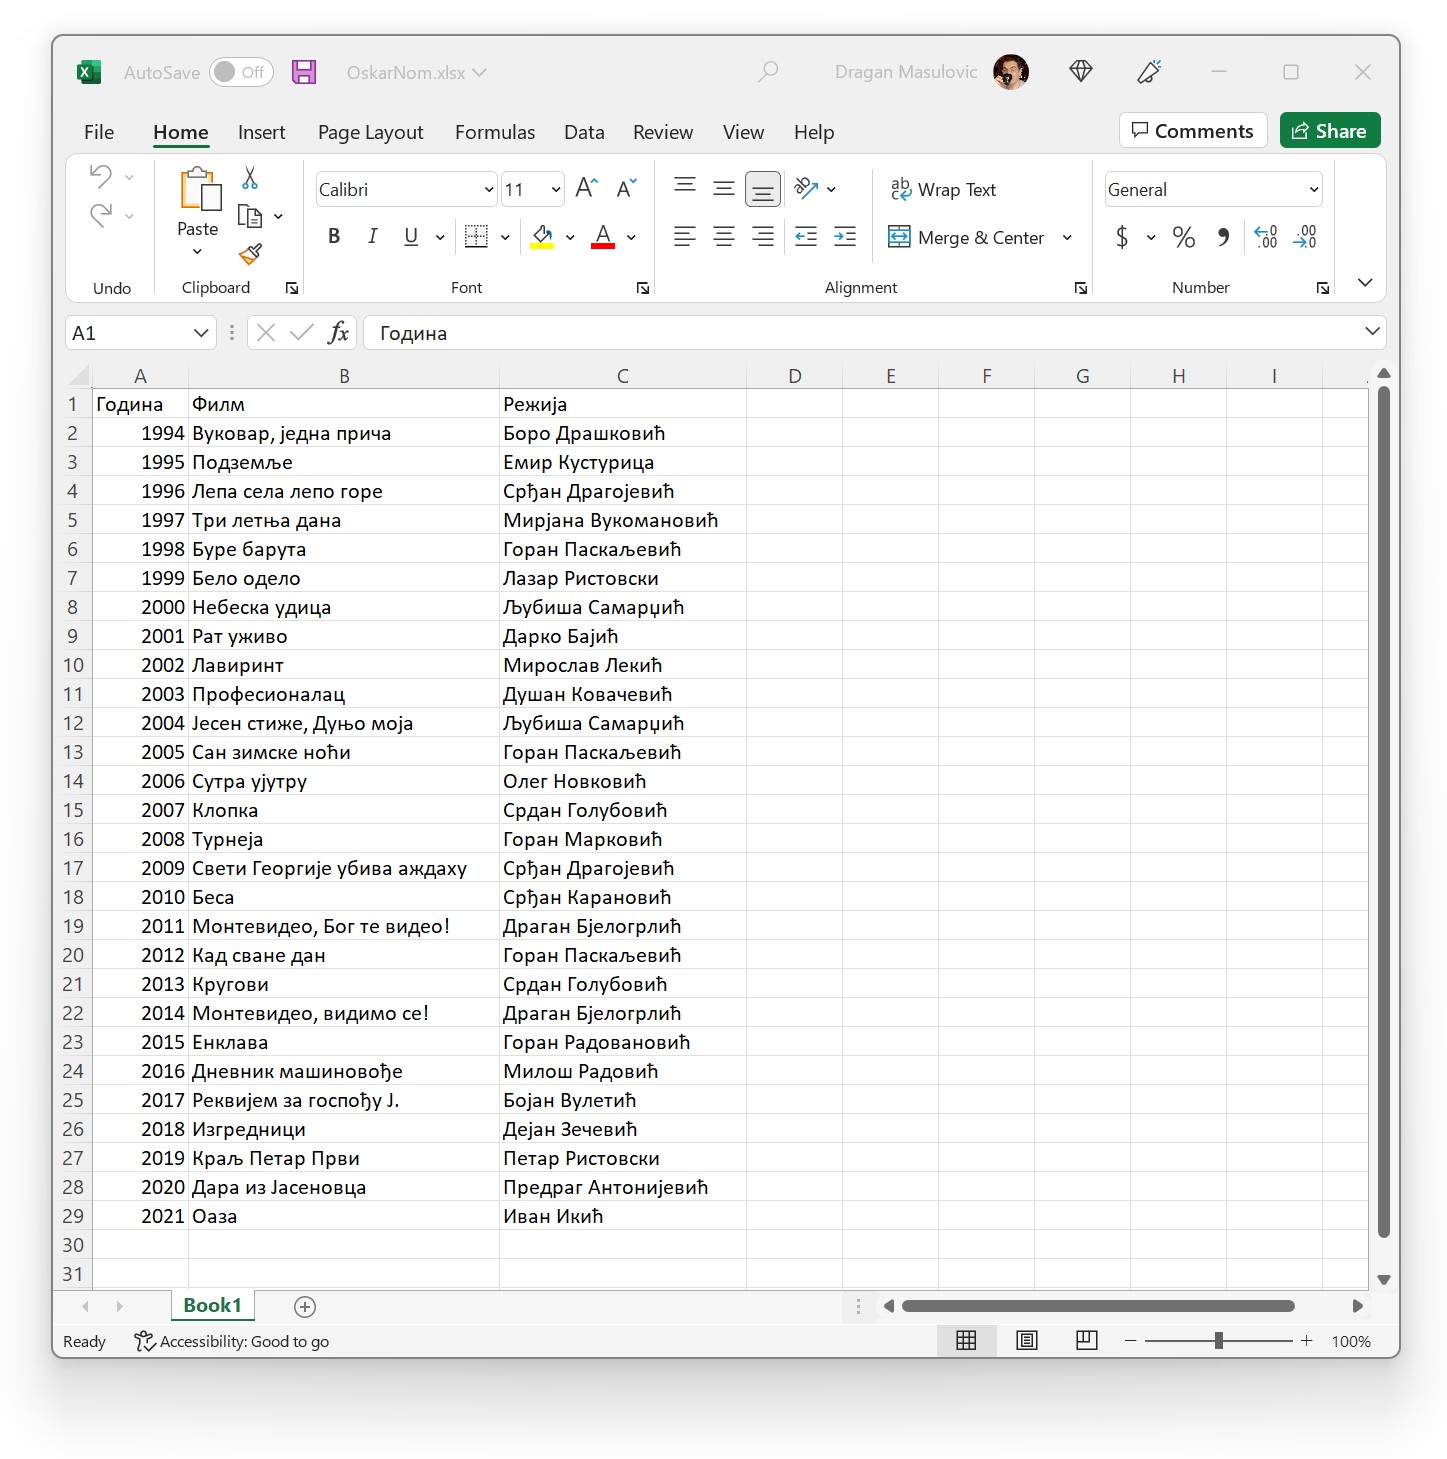 AutoSave Off OskarNom.xlsx Dragan Masulovic
File Home Insert Page Layout Formulas Data Review View Help Comments Share
Calibri 11 Wrap Text General
Paste B I U A Merge & Center $ % ,
Undo Clipboard Font Alignment Number
A1 fx Година
A B C D E F G H I
1 Година Филм Режија
2 1994 Вуковар, једна прича Боро Драшковић
3 1995 Подземље Емир Кустурица
4 1996 Лепа села лепо горе Срђан Драгојевић
5 1997 Три летња дана Мирјана Вукомановић
6 1998 Буре барута Горан Паскаљевић
7 1999 Бело одело Лазар Ристовски
8 2000 Небеска удица Љубиша Самарџић
9 2001 Рат уживо Дарко Бајић
10 2002 Лавиринт Мирослав Лекић
11 2003 Професионалац Душан Ковачевић
12 2004 Јесен стиже, Дуњо моја Љубиша Самарџић
13 2005 Сан зимске ноћи Горан Паскаљевић
14 2006 Сутра ујутру Олег Новковић
15 2007 Клопка Срдан Голубовић
16 2008 Турнеја Горан Марковић
17 2009 Свети Георгије убива аждаху Срђан Драгојевић
18 2010 Беса Срђан Карановић
19 2011 Монтевидео, Бог те видео! Драган Бјелогрлић
20 2012 Кад сване дан Горан Паскаљевић
21 2013 Кругови Срдан Голубовић
22 2014 Монтевидео, видимо се! Драган Бјелогрлић
23 2015 Енклава Горан Радовановић
24 2016 Дневник машиновође Милош Радовић
25 2017 Реквијем за госпођу Ј. Бојан Вулетић
26 2018 Изгредници Дејан Зечевић
27 2019 Краљ Петар Први Петар Ристовски
28 2020 Дара из Јасеновца Предраг Антонијевић
29 2021 Оаза Иван Икић
30
31
Book1
Ready Accessibility: Good to go 100%